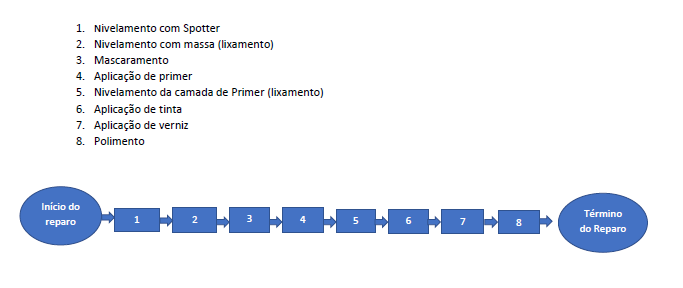 1. Nivelamento com Spotter
2. Nivelamento com massa (lixamento)
3. Mascaramento
4. Aplicação de primer
5. Nivelamento da camada de Primer (lixamento)
6. Aplicação de tinta
7. Aplicação de verniz
8. Polimento
Início do
reparo
1
2
3
4
5
6
7
8
Término
do Reparo